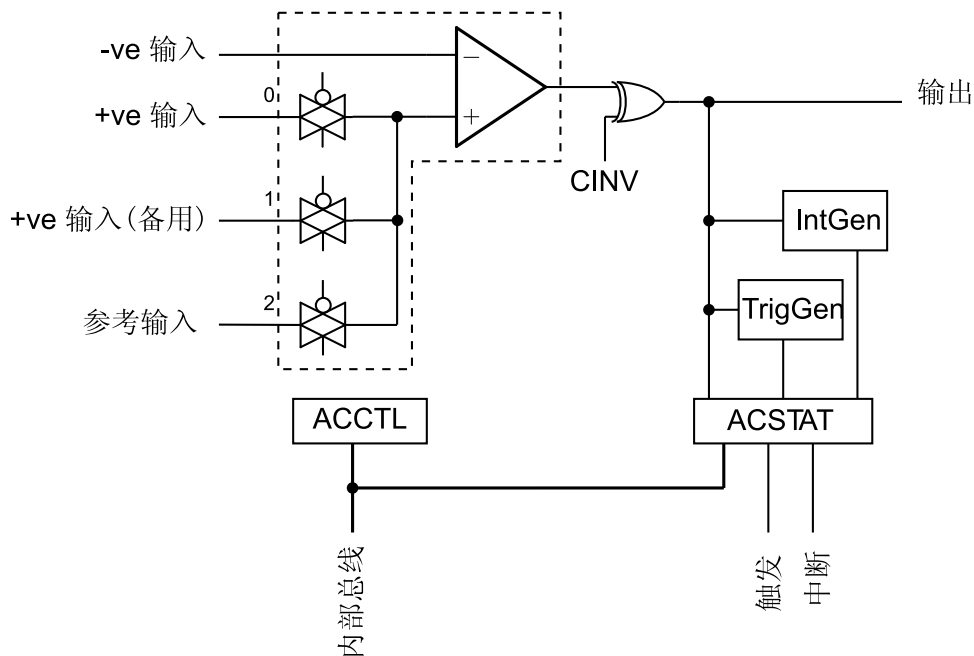 -ve 输入
−
0
+ve 输入
+
输出
CINV
1
+ve 输入(备用)
IntGen
2
参考输入
TrigGen
ACCTL
ACSTAT
内部总线
触发
中断